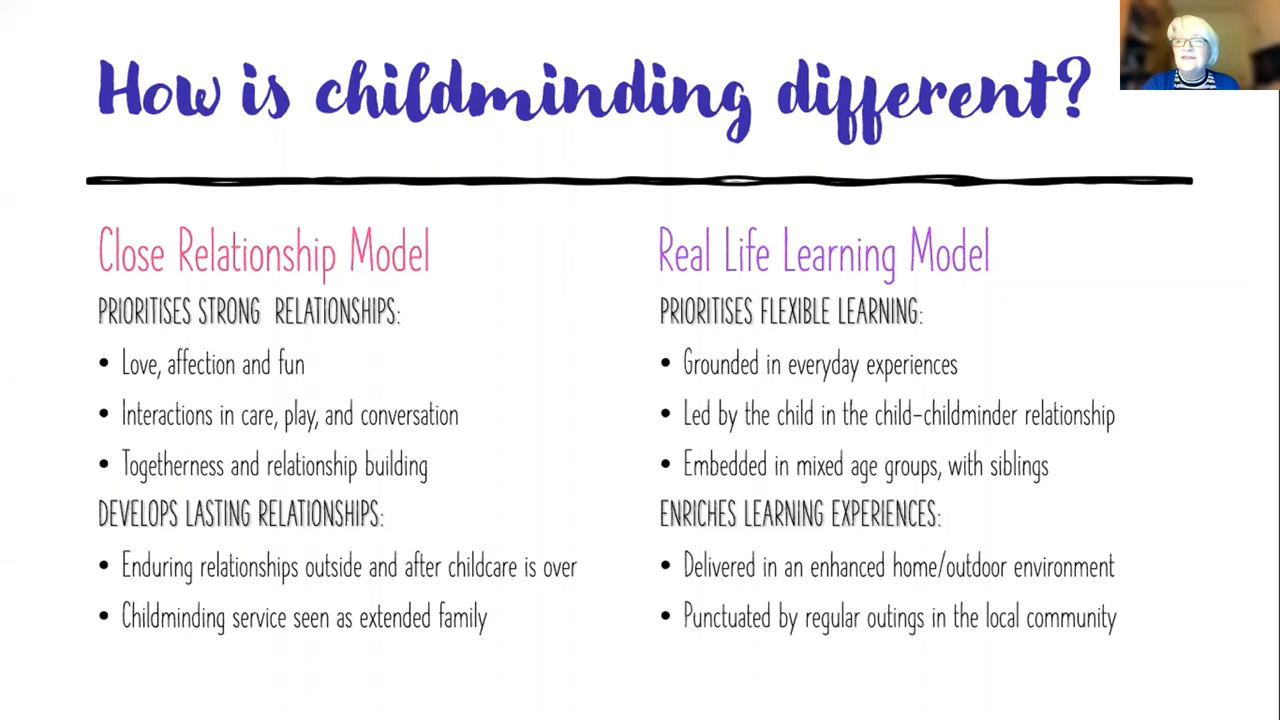 How is childminding different?
Close Relationship Model
PRIORITISES STRONG RELATIONSHIPS:
• Love, affection and fun
• Interactions in care, play, and conversation
• Togetherness and relationship building
DEVELOPS LASTING RELATIONSHIPS:
• Enduring relationships outside and after childcare is over
• Childminding service seen as extended family
Real Life Learning Model
PRIORITISES FLEXIBLE LEARNING:
• Grounded in everyday experiences
• Led by the child in the child-childminder relationship
• Embedded in mixed age groups, with siblings
ENRICHES LEARNING EXPERIENCES:
• Delivered in an enhanced home/outdoor environment
• Punctuated by regular outings in the local community